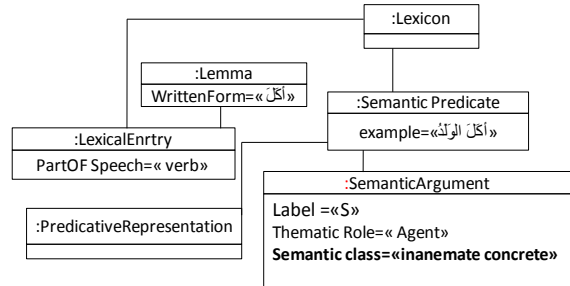 :Lexicon
:Lemma
WrittenForm=«أَكَلَ»
:Semantic Predicate
example=«أَكَلَ الوَلَدُ»
:LexicalEnrtry
PartOF Speech=« verb»
:SemanticArgument
Label =«S»
Thematic Role=« Agent»
Semantic class=«inanemate concrete»
:PredicativeRepresentation